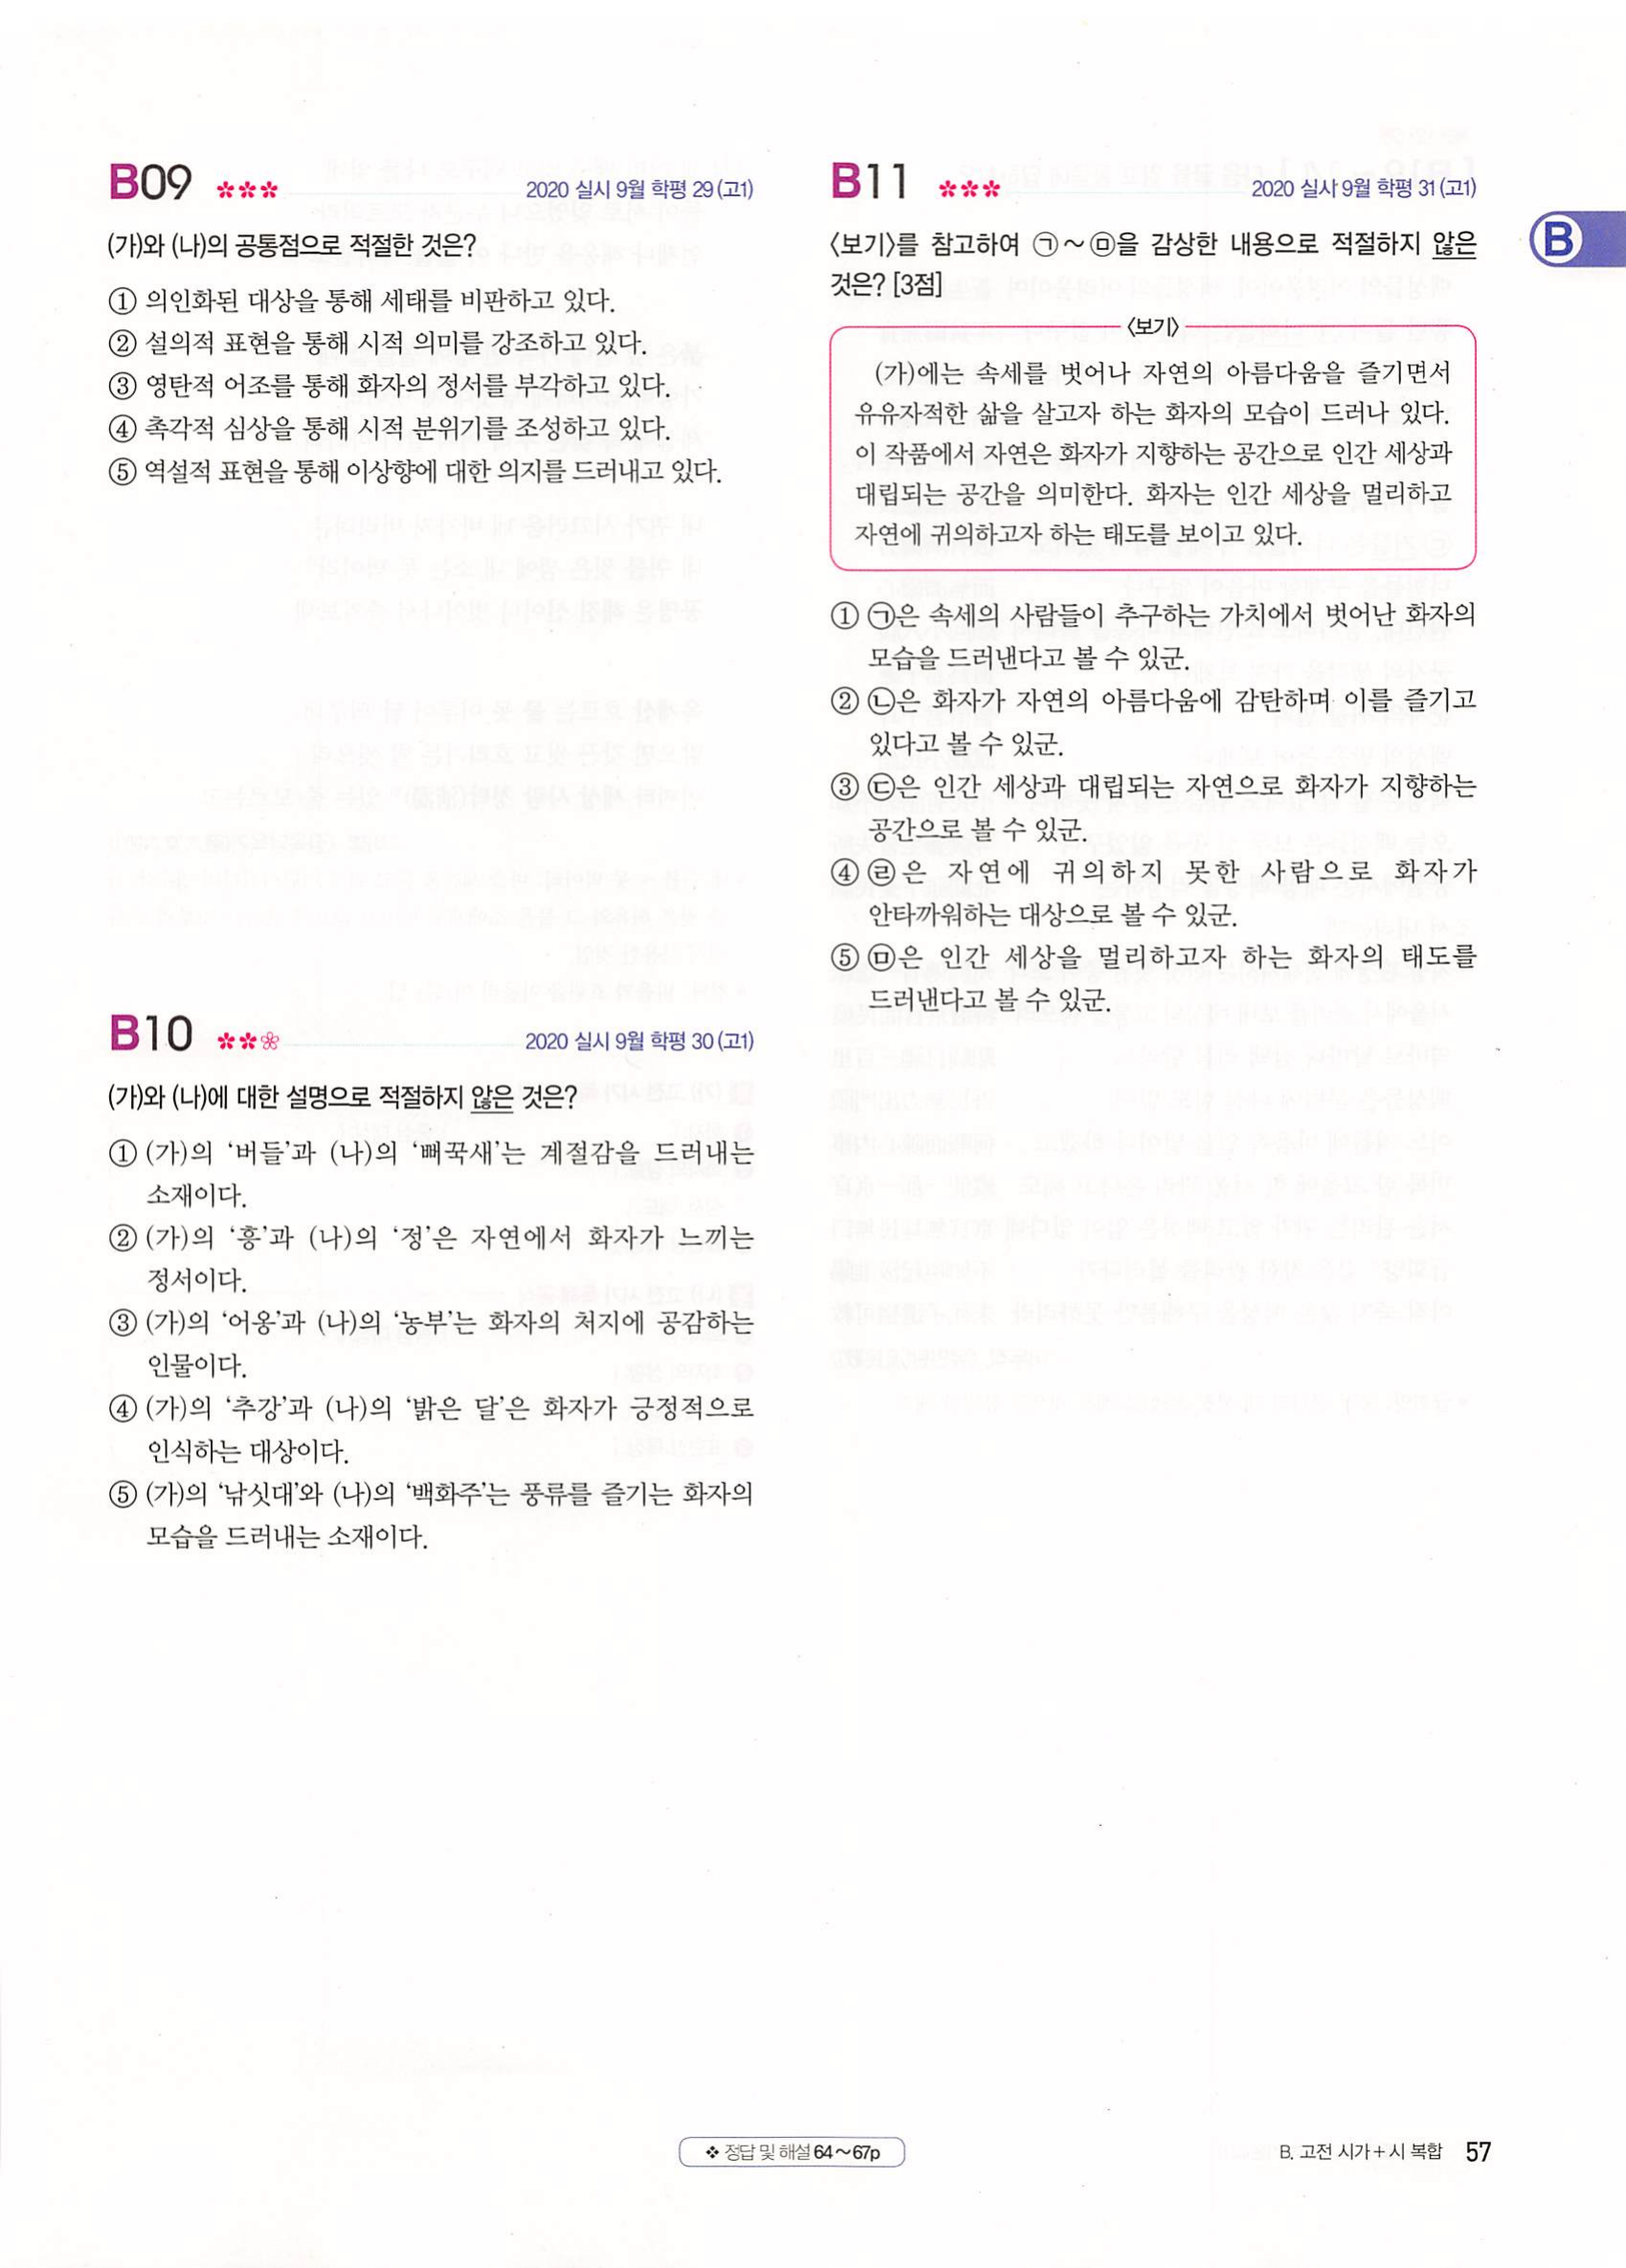 B09 ✽✽✽ 2020 실시 9월 학평 29(고1)
(가)와 (나)의 공통점으로 적절한 것은?
① 의인화된 대상을 통해 세태를 비판하고 있다.
② 설의적 표현을 통해 시적 의미를 강조하고 있다.
③ 영탄적 어조를 통해 화자의 정서를 부각하고 있다.
④ 촉각적 심상을 통해 시적 분위기를 조성하고 있다.
⑤ 역설적 표현을 통해 이상향에 대한 의지를 드러내고 있다.
B10 ✽✽❀ 2020 실시 9월 학평 30(고1)
(가)와 (나)에 대한 설명으로 적절하지 않은 것은?
① (가)의 ‘버들’과 (나)의 ‘뻐꾹새’는 계절감을 드러내는
소재이다.
② (가)의 ‘흥’과 (나)의 ‘정’은 자연에서 화자가 느끼는
정서이다.
③ (가)의 ‘어옹’과 (나)의 ‘농부’는 화자의 처지에 공감하는
인물이다.
④ (가)의 ‘추강’과 (나)의 ‘밝은 달’은 화자가 긍정적으로
인식하는 대상이다.
⑤ (가)의 ‘낚싯대’와 (나)의 ‘백화주’는 풍류를 즐기는 화자의
모습을 드러내는 소재이다.
B11 ✽✽✽ 2020 실시 9월 학평 31(고1)
〈보기〉를 참고하여 ㉠~㉤을 감상한 내용으로 적절하지 않은
것은? [3점]
〈보기〉
(가)에는 속세를 벗어나 자연의 아름다움을 즐기면서
유유자적한 삶을 살고자 하는 화자의 모습이 드러나 있다.
이 작품에서 자연은 화자가 지향하는 공간으로 인간 세상과
대립되는 공간을 의미한다. 화자는 인간 세상을 멀리하고
자연에 귀의하고자 하는 태도를 보이고 있다.
① ㉠은 속세의 사람들이 추구하는 가치에서 벗어난 화자의
모습을 드러낸다고 볼 수 있군.
② ㉡은 화자가 자연의 아름다움에 감탄하며 이를 즐기고
있다고 볼 수 있군.
③ ㉢은 인간 세상과 대립되는 자연으로 화자가 지향하는
공간으로 볼 수 있군.
④ ㉣은 자연에 귀의하지 못한 사람으로 화자가
안타까워하는 대상으로 볼 수 있군.
⑤ ㉤은 인간 세상을 멀리하고자 하는 화자의 태도를
드러낸다고 볼 수 있군.
B
❖ 정답 및 해설 64~67p
B. 고전 시가+시 복합 57